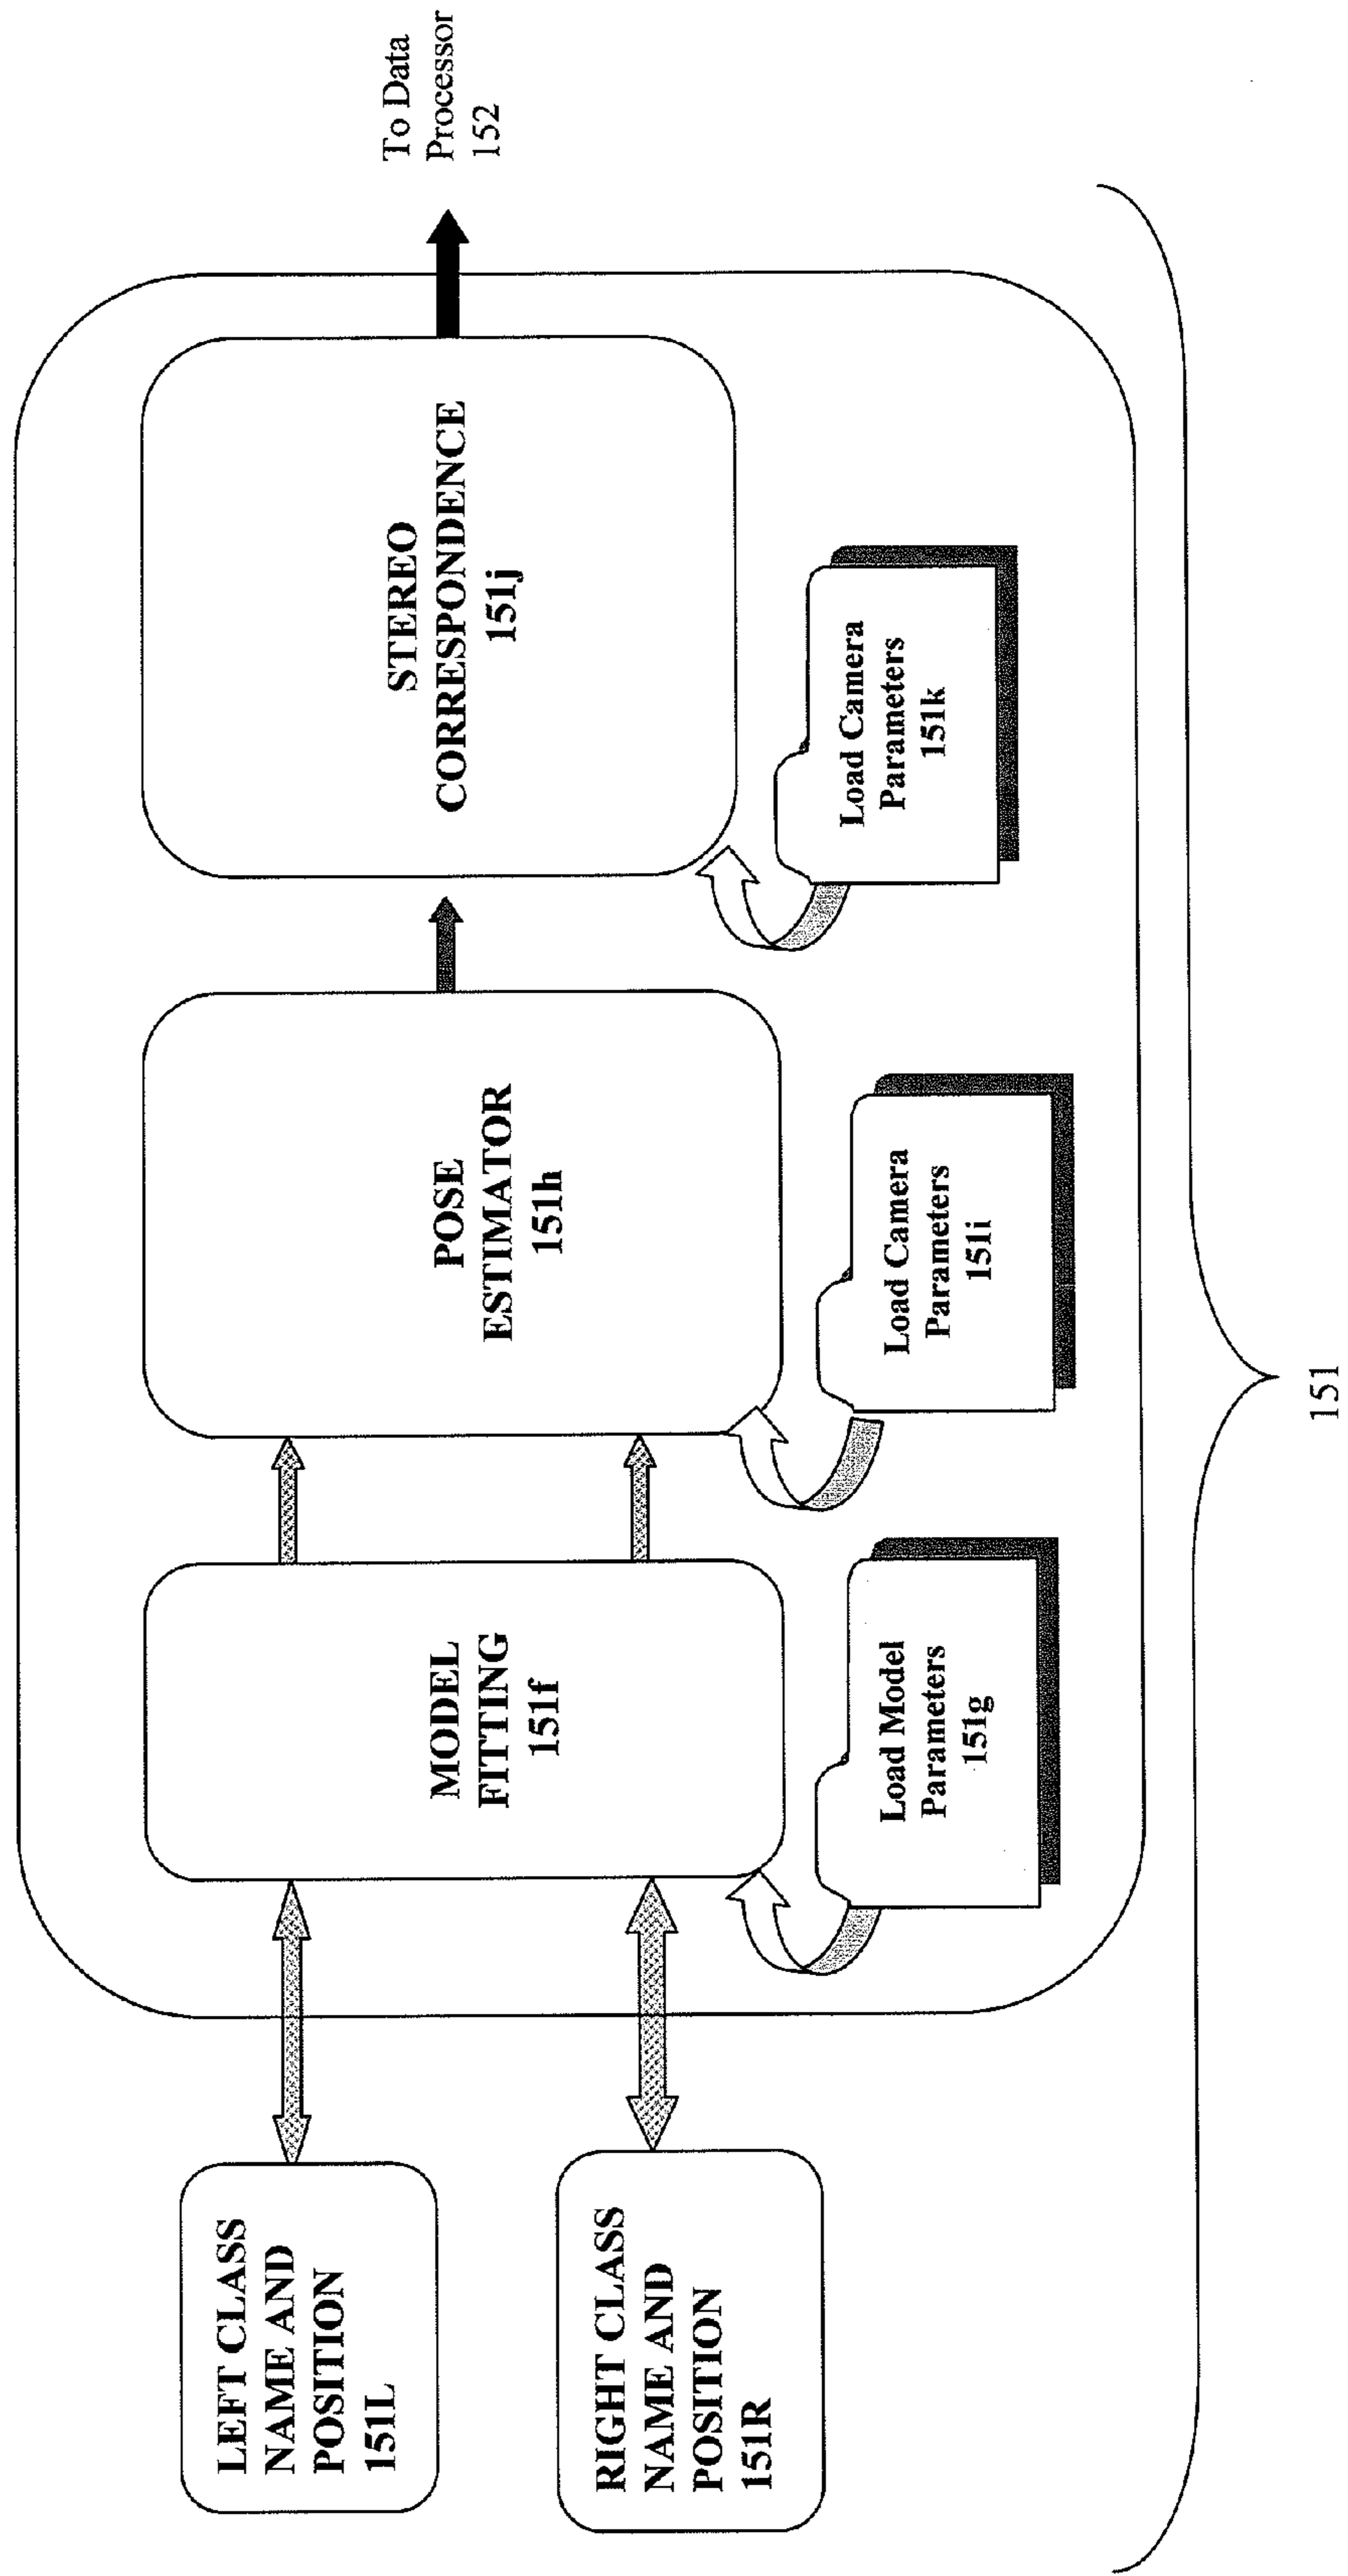 LEFT CLASS
NAME AND
POSITION
151L
RIGHT CLASS
NAME AND
POSITION
151R
MODEL
FITTING
151f
Load Model
Parameters
151g
POSE
ESTIMATOR
151h
Load Camera
Parameters
151i
STEREO
CORRESPONDENCE
151j
Load Camera
Parameters
151k
To Data
Processor
152
151